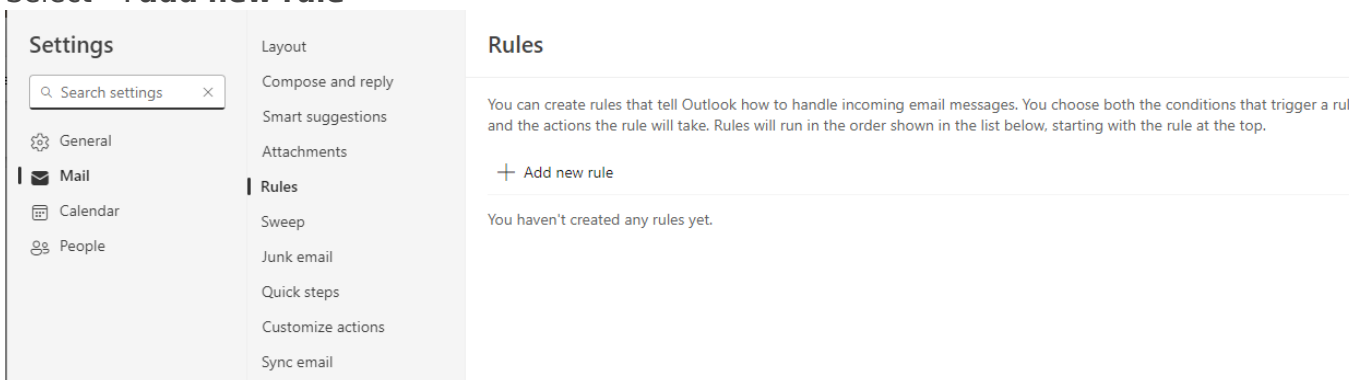 add new rule
Settings
Search settings
General
Mail
Calendar
People
Layout
Compose and reply
Smart suggestions
Attachments
Rules
Sweep
Junk email
Quick steps
Customize actions
Sync email
Rules
You can create rules that tell Outlook how to handle incoming email messages. You choose both the conditions that trigger a
and the actions the rule will take. Rules will run in the order shown in the list below, starting with the rule at the top.
+ Add new rule
You haven't created any rules yet.